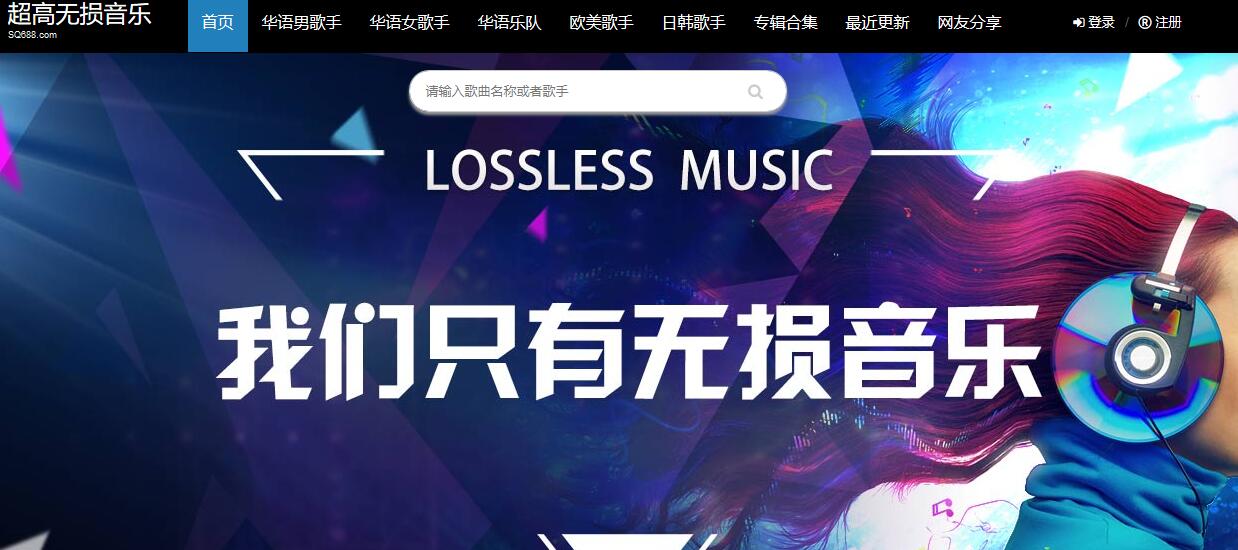 超高无损音乐
SQ688.com
首页 华语男歌手 华语女歌手 华语乐队 欧美歌手 日韩歌手 专辑合集 最近更新 网友分享 登录 / 注册
请输入歌曲名称或者歌手
LOSSLESS MUSIC
我们只有无损音乐